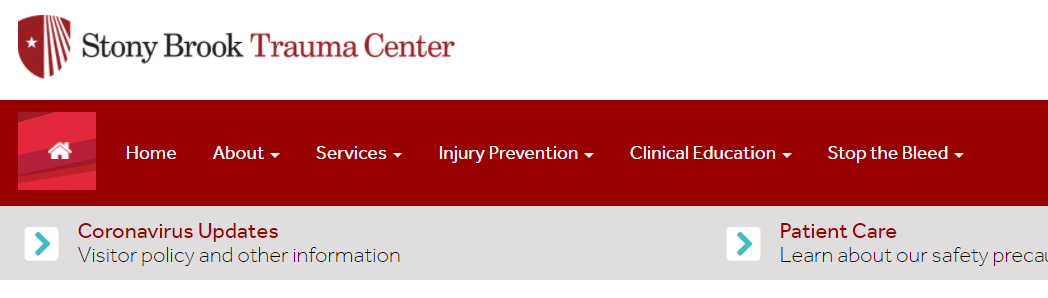 Stony Brook Trauma Center
Home About Services Injury Prevention Clinical Education Stop the Bleed
Coronavirus Updates
Visitor policy and other information
Patient Care
Learn about our safety